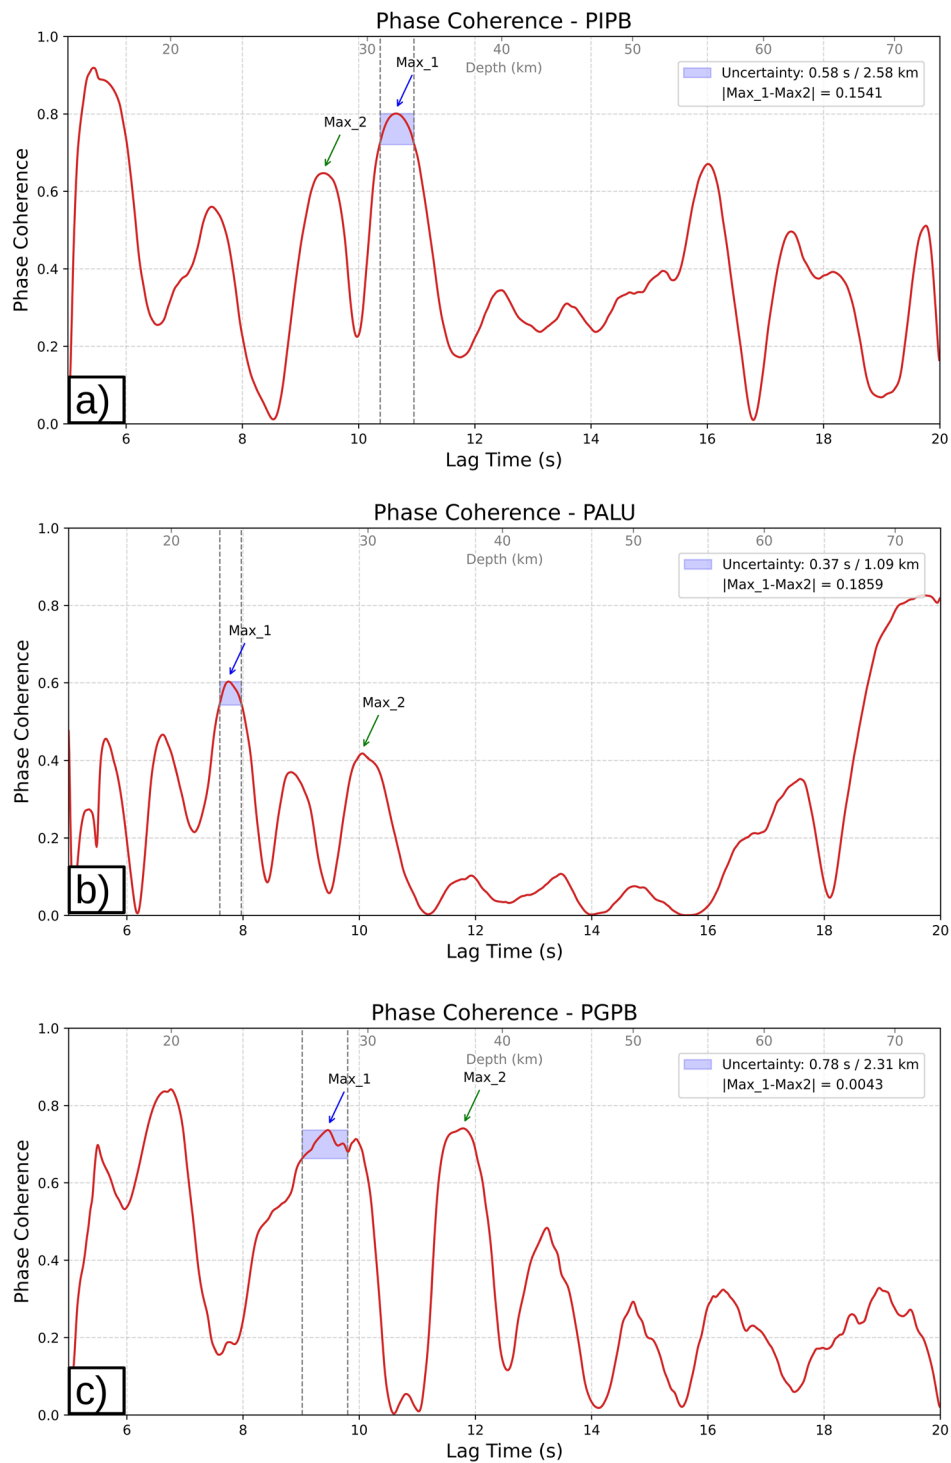 Phase Coherence - PIPB
1.0
0.8
0.6
0.4
0.2
0.0
Phase Coherence
20
30
40
50
60
70
Depth (km)
Max_1
Max_2
Uncertainty: 0.58 s / 2.58 km
|Max_1-Max2| = 0.1541
a)
6
8
10
12
14
16
18
20
Lag Time (s)
Phase Coherence - PALU
1.0
0.8
0.6
0.4
0.2
0.0
Phase Coherence
20
30
40
50
60
70
Depth (km)
Max_1
Max_2
Uncertainty: 0.37 s / 1.09 km
|Max_1-Max2| = 0.1859
b)
6
8
10
12
14
16
18
20
Lag Time (s)
Phase Coherence - PGPB
1.0
0.8
0.6
0.4
0.2
0.0
Phase Coherence
20
30
40
50
60
70
Depth (km)
Max_1
Max_2
Uncertainty: 0.78 s / 2.31 km
|Max_1-Max2| = 0.0043
c)
6
8
10
12
14
16
18
20
Lag Time (s)